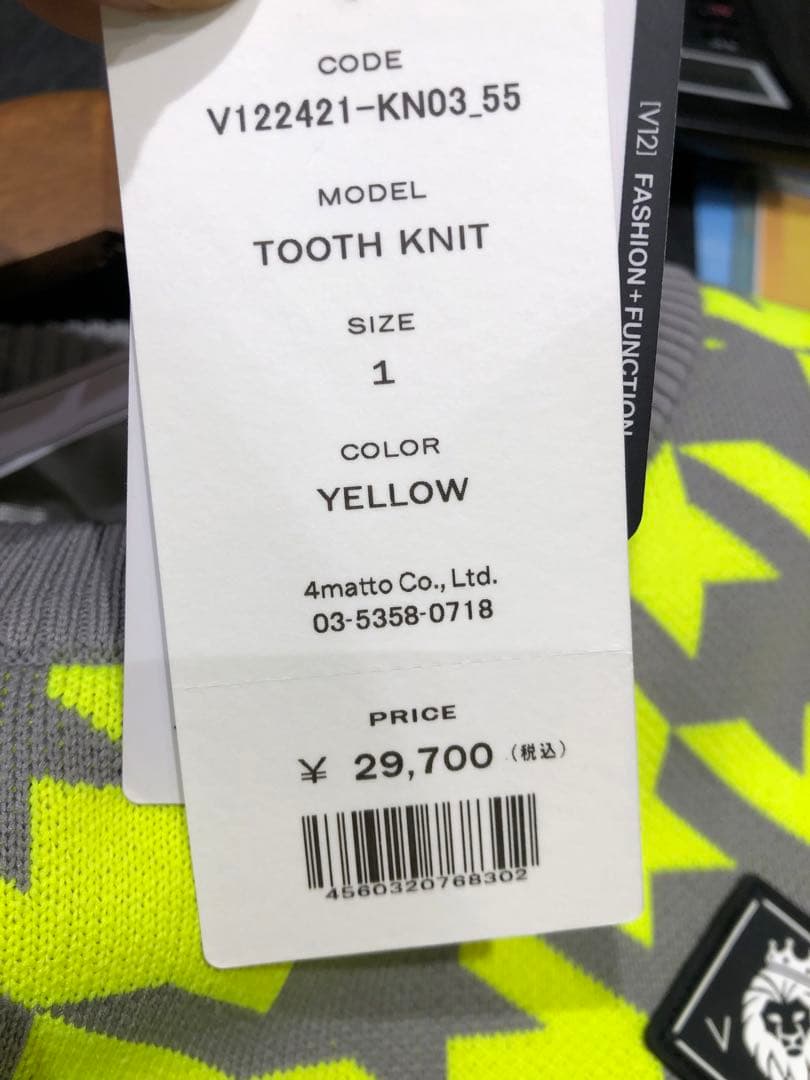 CODE
V122421-KN03_55
MODEL
TOOTH KNIT
SIZE
1
COLOR
YELLOW
4matto Co., Ltd.
03-5358-0718
PRICE
¥ 29,700 (税込)
4560320768302
[V12] FASHION+FUNCTION
V